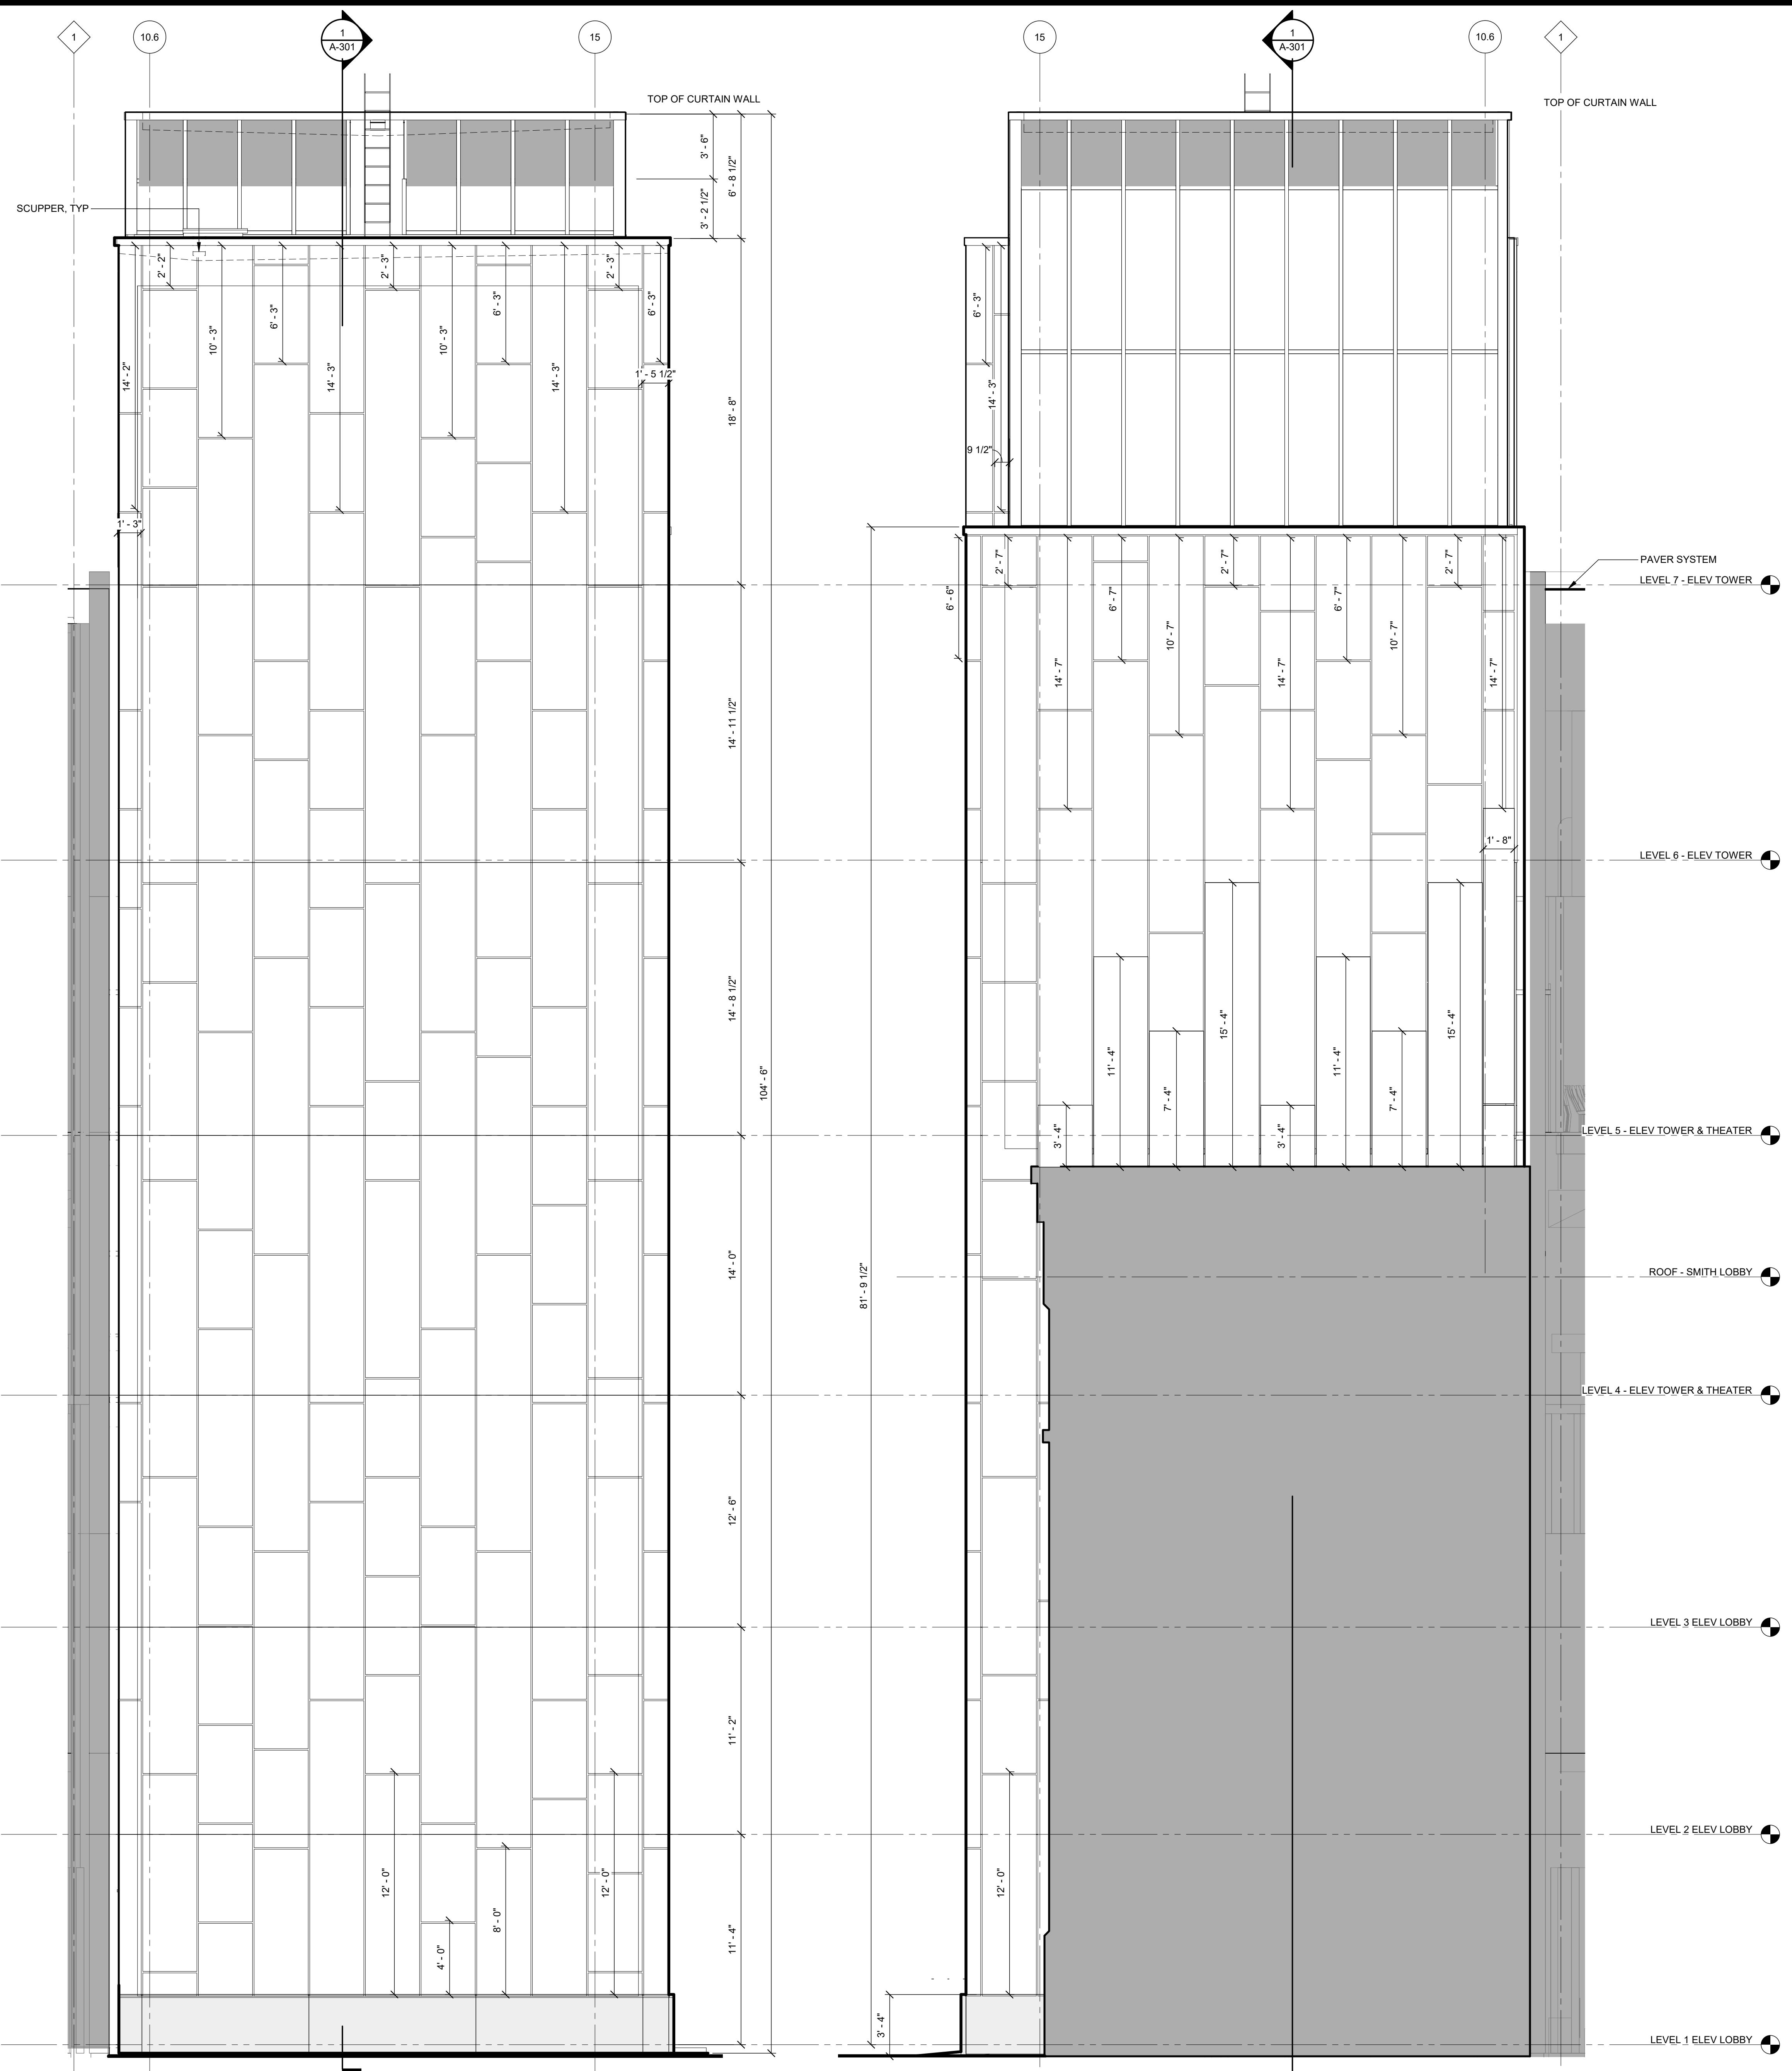 1
10.6
1
A-301
15
15
1
A-301
10.6
1
TOP OF CURTAIN WALL
TOP OF CURTAIN WALL
3' - 6"
6' - 8 1/2"
3' - 2 1/2"
SCUPPER, TYP
2' - 2"
2' - 3"
2' - 3"
10' - 3"
6' - 3"
10' - 3"
6' - 3"
6' - 3"
14' - 2"
14' - 3"
14' - 3"
1' - 5 1/2"
18' - 8"
1' - 3"
6' - 3"
14' - 3"
9 1/2"
PAVER SYSTEM
LEVEL 7 - ELEV TOWER
2' - 7"
2' - 7"
2' - 7"
6' - 6"
6' - 7"
6' - 7"
10' - 7"
10' - 7"
14' - 7"
14' - 7"
14' - 7"
14' - 11 1/2"
1' - 8"
LEVEL 6 - ELEV TOWER
14' - 8 1/2"
15' - 4"
15' - 4"
11' - 4"
11' - 4"
7' - 4"
7' - 4"
3' - 4"
3' - 4"
104' - 6"
LEVEL 5 - ELEV TOWER & THEATER
14' - 0"
81' - 9 1/2"
ROOF - SMITH LOBBY
LEVEL 4 - ELEV TOWER & THEATER
12' - 6"
LEVEL 3 ELEV LOBBY
11' - 2"
LEVEL 2 ELEV LOBBY
12' - 0"
12' - 0"
12' - 0"
8' - 0"
4' - 0"
11' - 4"
3' - 4"
LEVEL 1 ELEV LOBBY